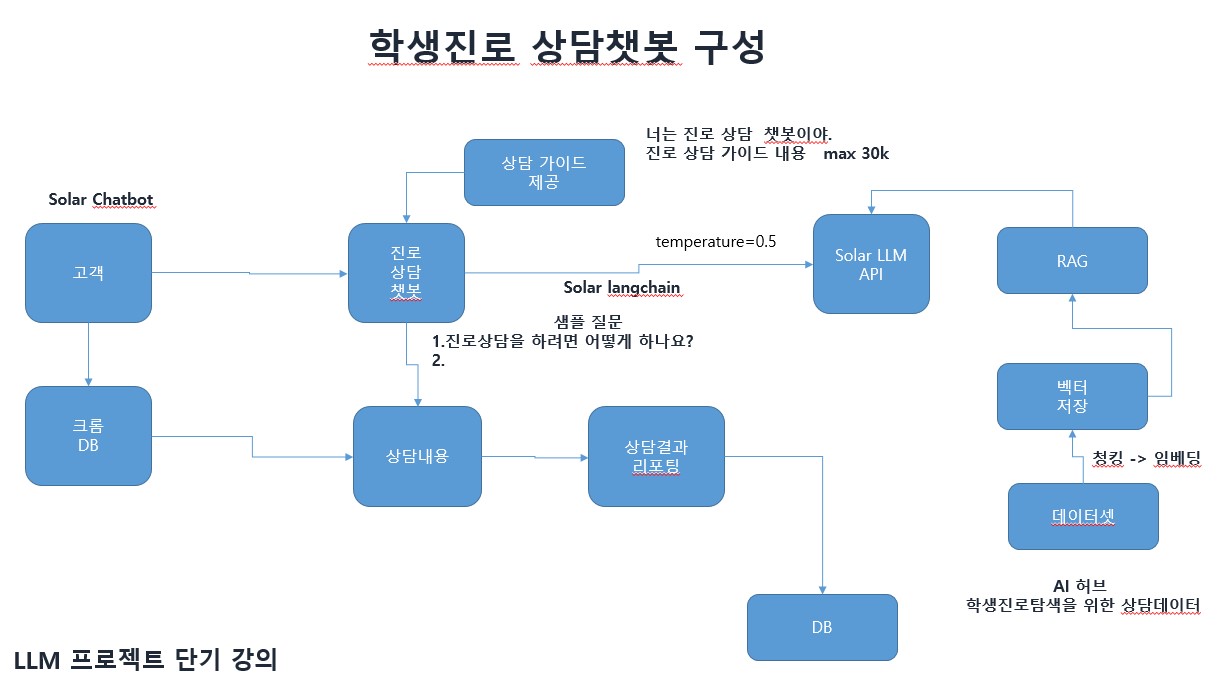 학생진로 상담챗봇 구성
너는 진로 상담 챗봇이야.
진로 상담 가이드 내용 max 30k
상담 가이드
제공
Solar Chatbot
고객
진로
상담
챗봇
temperature=0.5
Solar langchain
Solar LLM
API
RAG
샘플 질문
1.진로상담을 하려면 어떻게 하나요?
2.
크롬
DB
상담내용
상담결과
리포팅
벡터
저장
청킹 -> 임베딩
데이터셋
AI 허브
학생진로탐색을 위한 상담데이터
DB
LLM 프로젝트 단기 강의